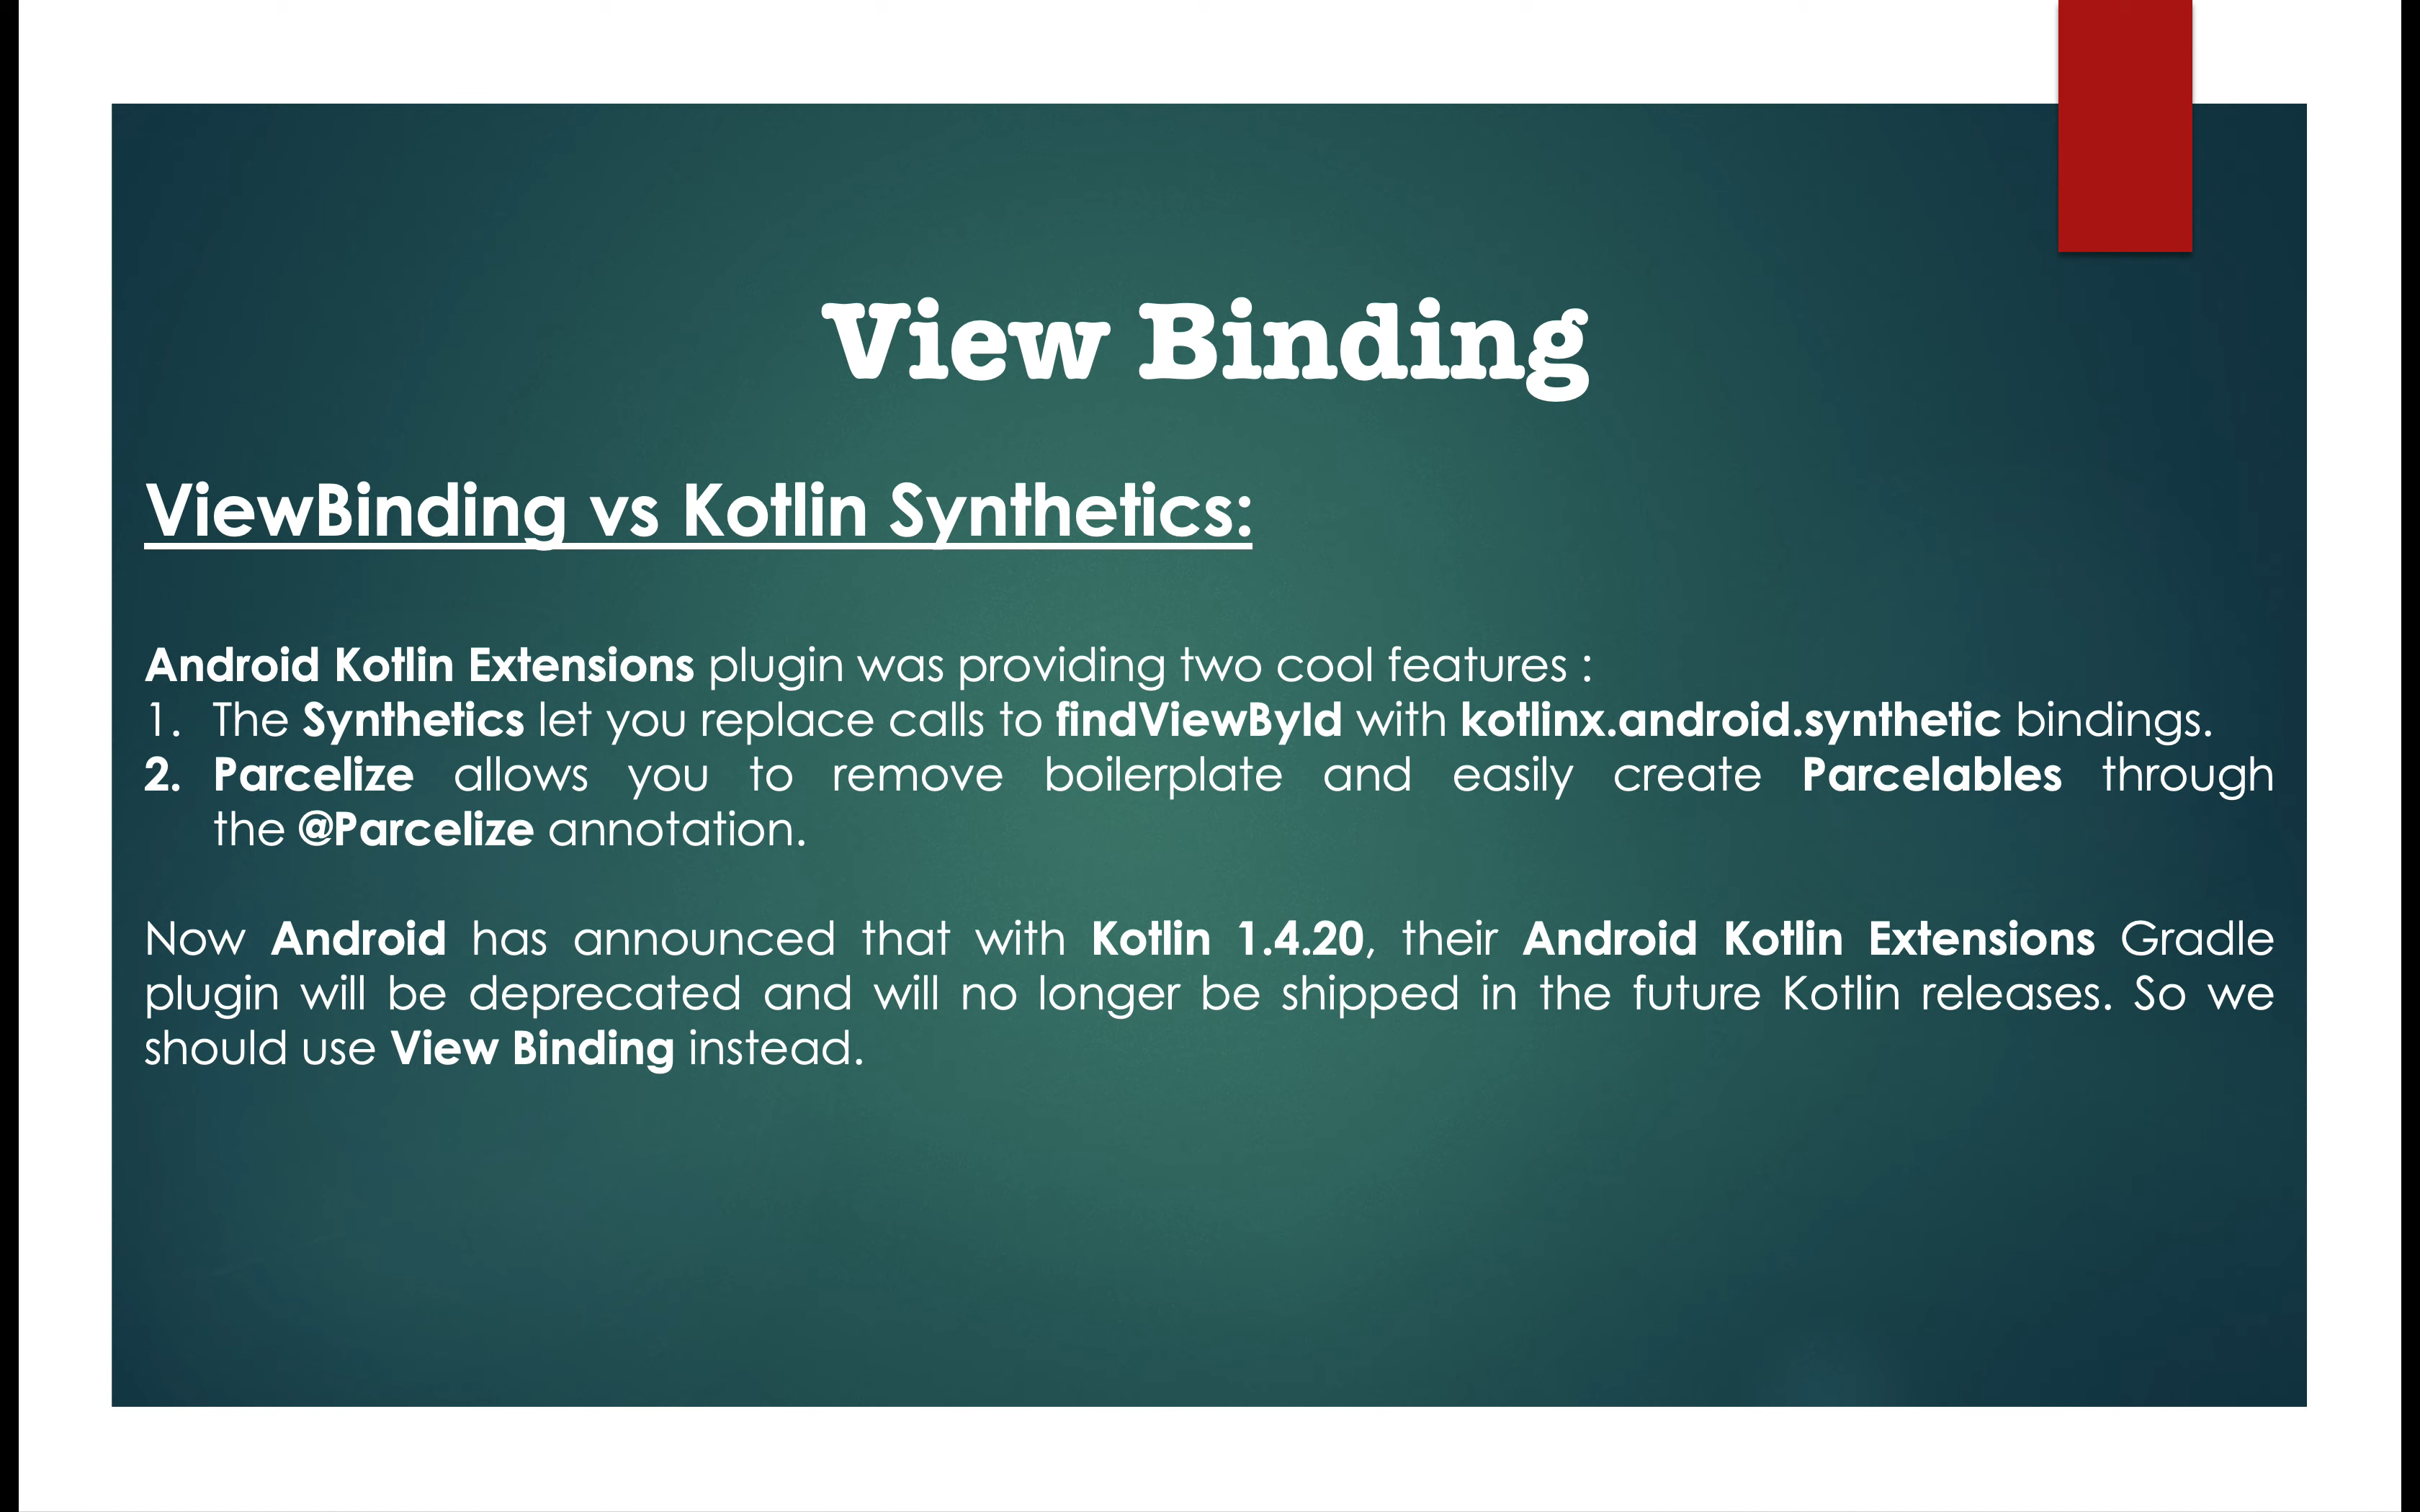 View Binding
ViewBinding vs Kotlin Synthetics:
Android Kotlin Extensions plugin was providing two cool features :
1. The Synthetics let you replace calls to findViewById with kotlinx.android.synthetic bindings.
2. Parcelize allows you to remove boilerplate and easily create Parcelables through
the @Parcelize annotation.
Now Android has announced that with Kotlin 1.4.20, their Android Kotlin Extensions Gradle
plugin will be deprecated and will no longer be shipped in the future Kotlin releases. So we
should use View Binding instead.